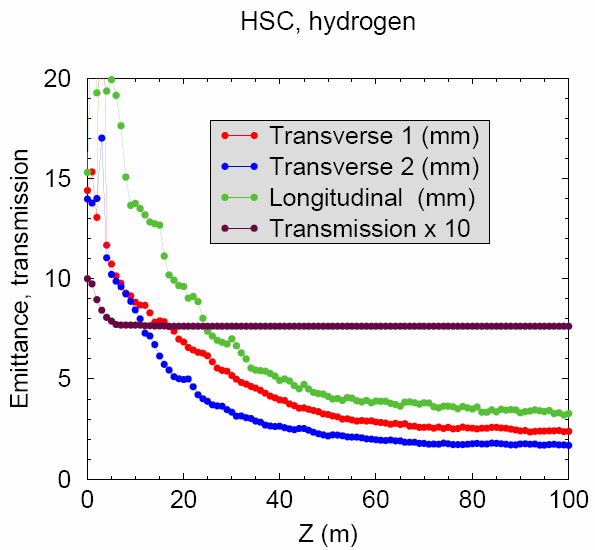 HSC, hydrogen
20
15
10
5
0
Emittance, transmission
Transverse 1 (mm)
Transverse 2 (mm)
Longitudinal (mm)
Transmission x 10
0 20 40 60 80 100
Z (m)